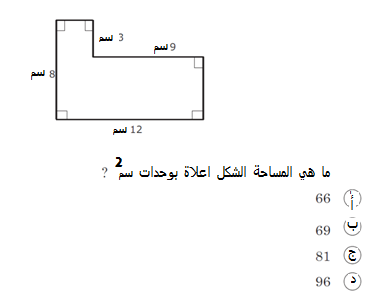 3 سم
9 سم
8 سم
12 سم
ما هي المساحة الشكل اعلاة بوحدات سم2 ?
أ 66
ب 69
ج 81
د 96